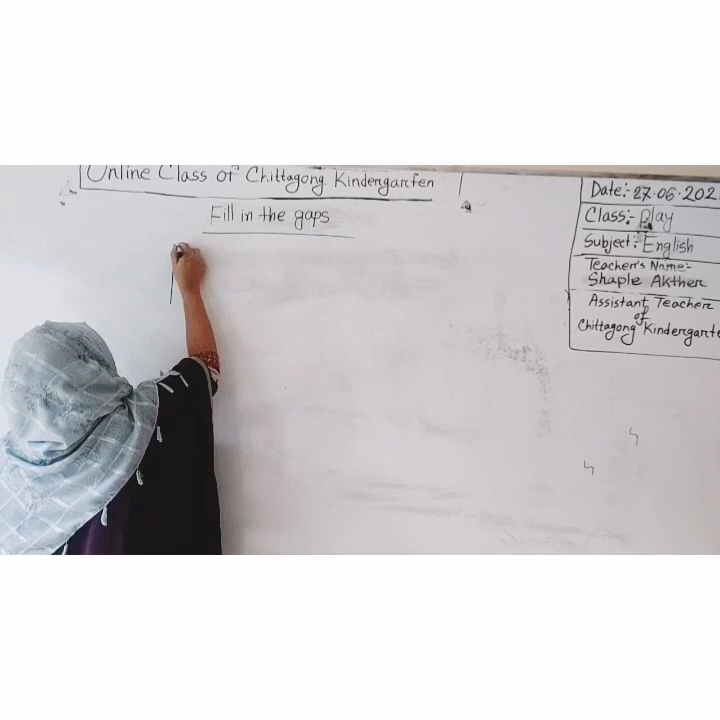 Online Class of Chittagong Kindergarten
Fill in the gaps
Date:- 27.06.202
Class:- Play
Subject:- English
Teacher's Name:-
Shaple Akther
Assistant Teacher
of
Chittagong Kindergarte